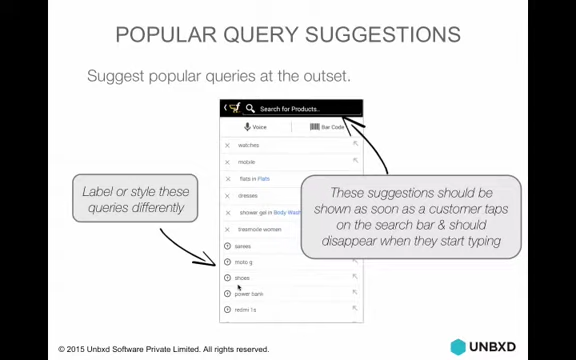 POPULAR QUERY SUGGESTIONS
Suggest popular queries at the outset.
Search for Products..
Voice
Bar Code
watches
mobile
flats in Flats
dresses
shower gel in Body Wash
treamsile women
sarees
moto g
shoes
power bank
redmi 1s
Label or style these
queries differently
These suggestions should be
shown as soon as a customer taps
on the search bar & should
disappear when they start typing
© 2015 Unbxd Software Private Limited. All rights reserved.
UNBXD